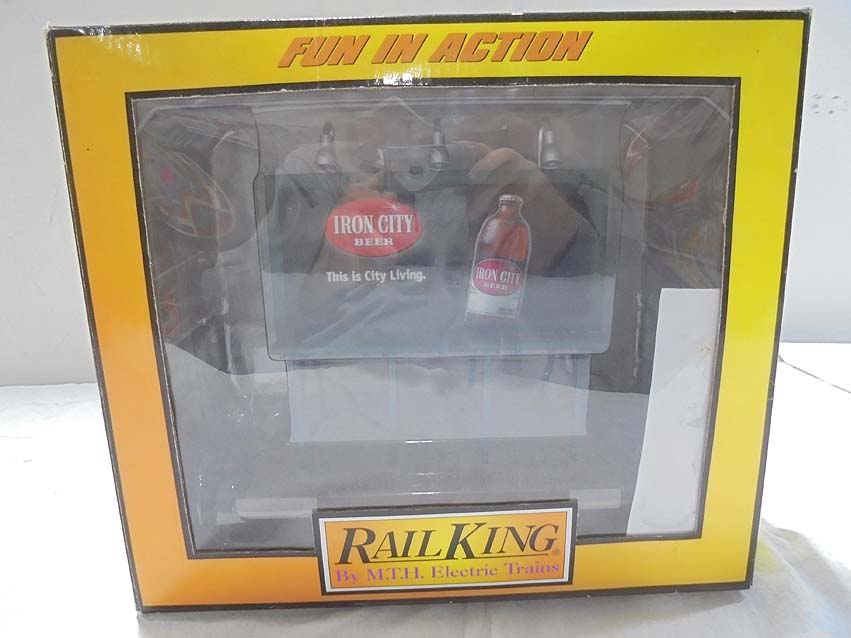 FUN IN ACTION
IRON CITY
BEER
This is City Living.
IRON CITY
BEER
RAILKING®
By M.T.H. Electric Trains